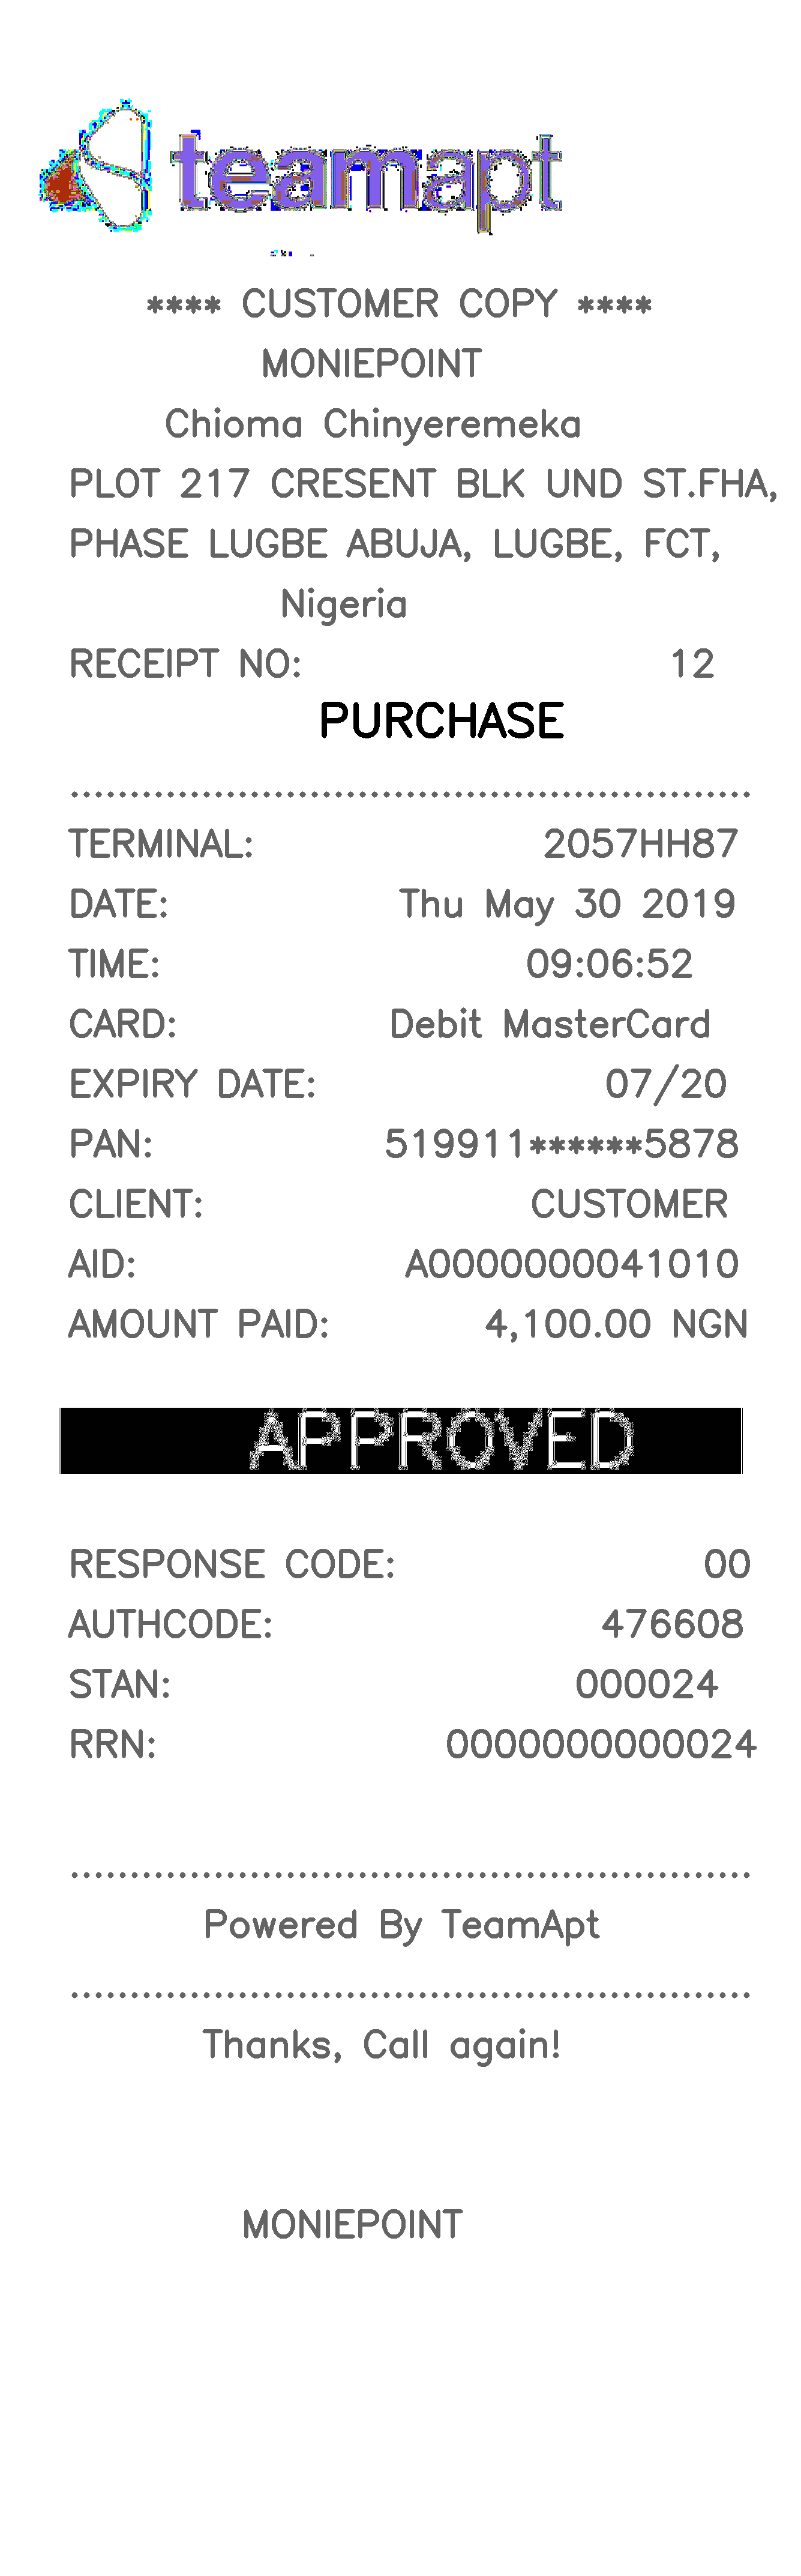 teamapt
**** CUSTOMER COPY ****
MONIEPOINT
Chioma Chinyeremeka
PLOT 217 CRESENT BLK UND ST.FHA,
PHASE LUGBE ABUJA, LUGBE, FCT,
Nigeria
RECEIPT NO: 12
PURCHASE
.........................................................
TERMINAL: 2057HH87
DATE: Thu May 30 2019
TIME: 09:06:52
CARD: Debit MasterCard
EXPIRY DATE: 07/20
PAN: 519911******5878
CLIENT: CUSTOMER
AID: A0000000041010
AMOUNT PAID: 4,100.00 NGN
APPROVED
RESPONSE CODE: 00
AUTHCODE: 476608
STAN: 000024
RRN: 0000000000024
.........................................................
Powered By TeamApt
.........................................................
Thanks, Call again!
MONIEPOINT